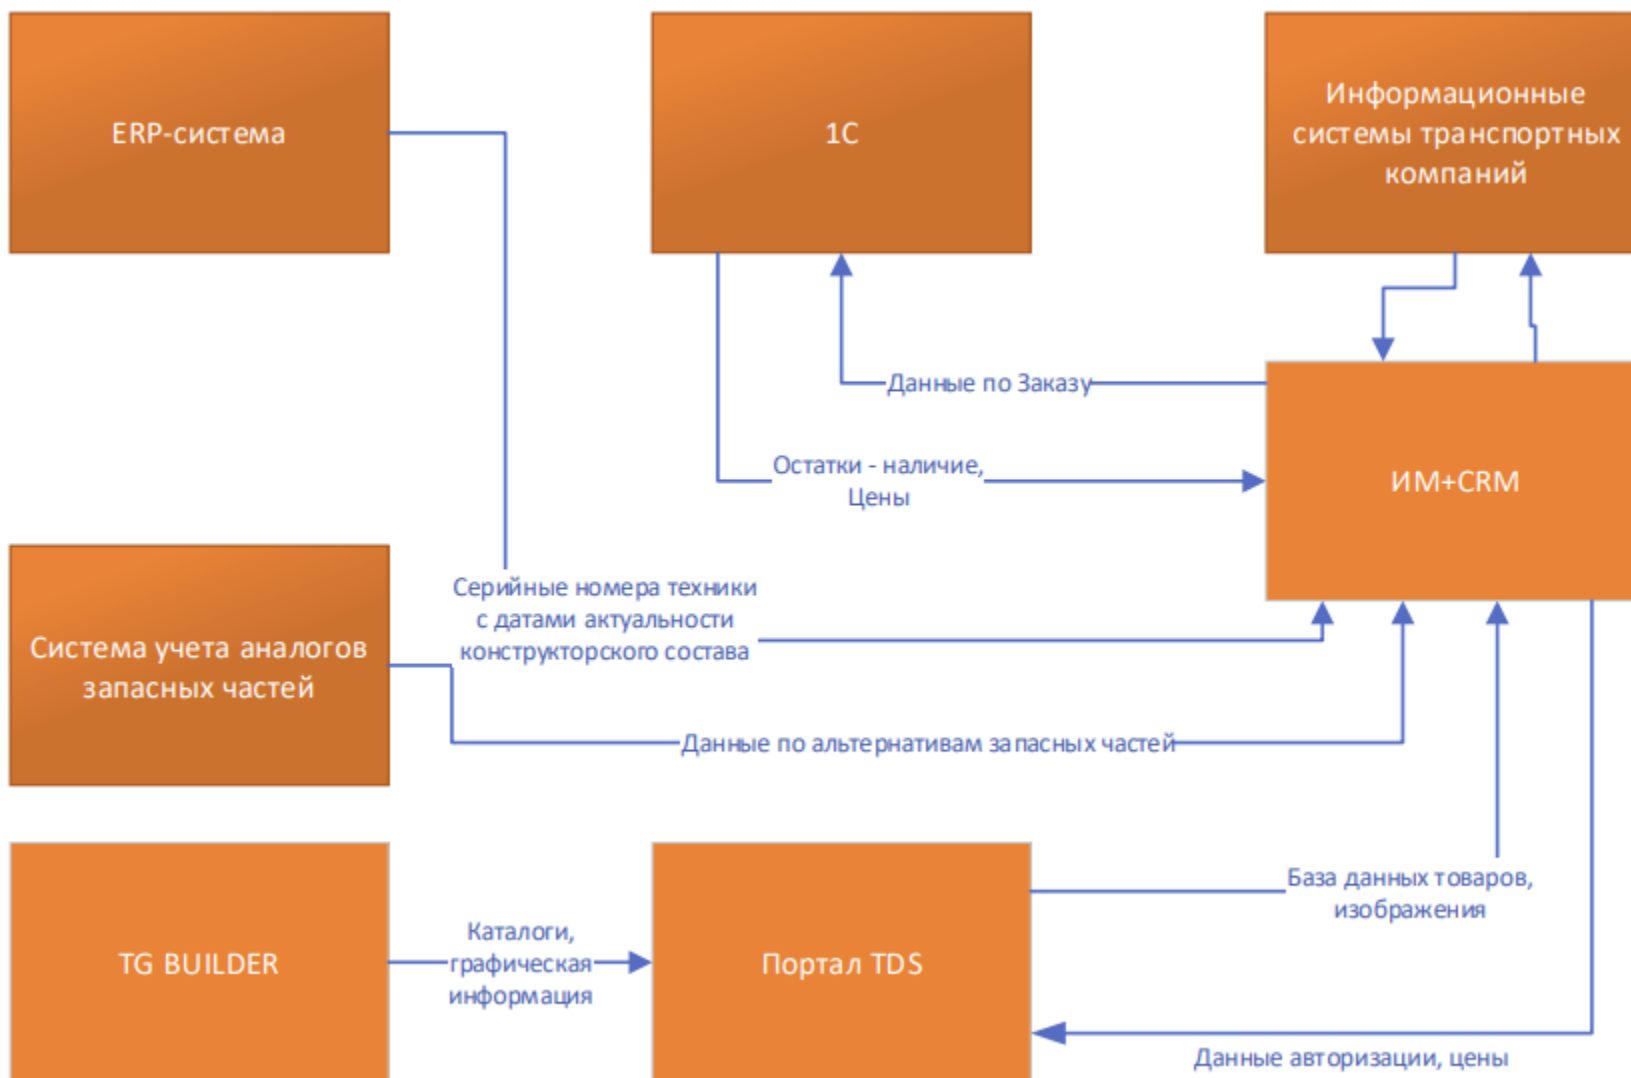 ERP-система
1С
Информационные
системы транспортных
компаний
Данные по Заказу
Остатки - наличие,
Цены
ИМ+CRM
Серийные номера техники
с датами актуальности
конструкторского состава
Система учета аналогов
запасных частей
Данные по альтернативам запасных частей
База данных товаров,
изображения
TG BUILDER
Каталоги,
графическая
информация
Портал TDS
Данные авторизации, цены